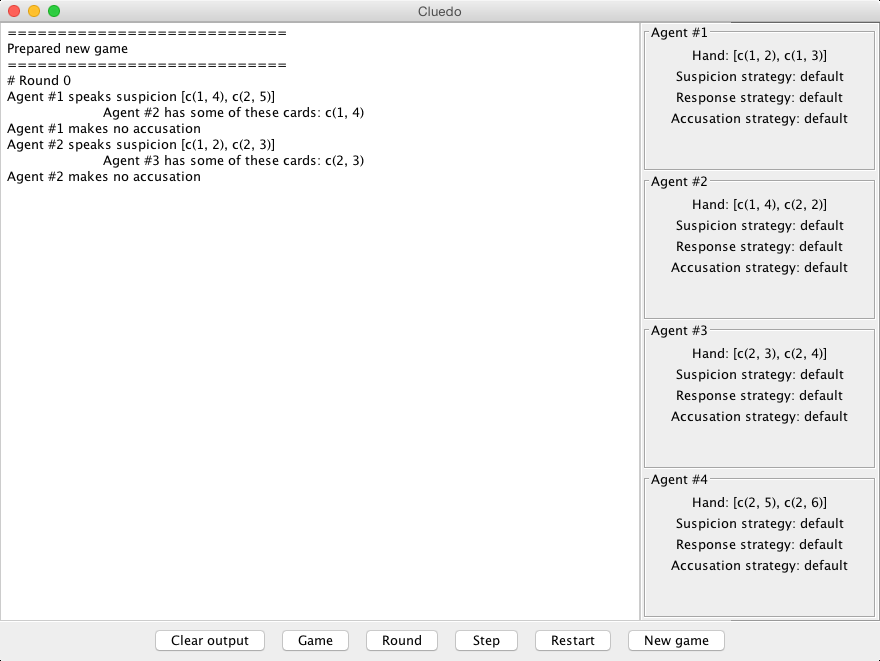 Cluedo
============================
Prepared new game
============================
# Round 0
Agent #1 speaks suspicion [c(1, 4), c(2, 5)]
Agent #2 has some of these cards: c(1, 4)
Agent #1 makes no accusation
Agent #2 speaks suspicion [c(1, 2), c(2, 3)]
Agent #3 has some of these cards: c(2, 3)
Agent #2 makes no accusation
Agent #1
Hand: [c(1, 2), c(1, 3)]
Suspicion strategy: default
Response strategy: default
Accusation strategy: default
Agent #2
Hand: [c(1, 4), c(2, 2)]
Suspicion strategy: default
Response strategy: default
Accusation strategy: default
Agent #3
Hand: [c(2, 3), c(2, 4)]
Suspicion strategy: default
Response strategy: default
Accusation strategy: default
Agent #4
Hand: [c(2, 5), c(2, 6)]
Suspicion strategy: default
Response strategy: default
Accusation strategy: default
Clear output Game Round Step Restart New game